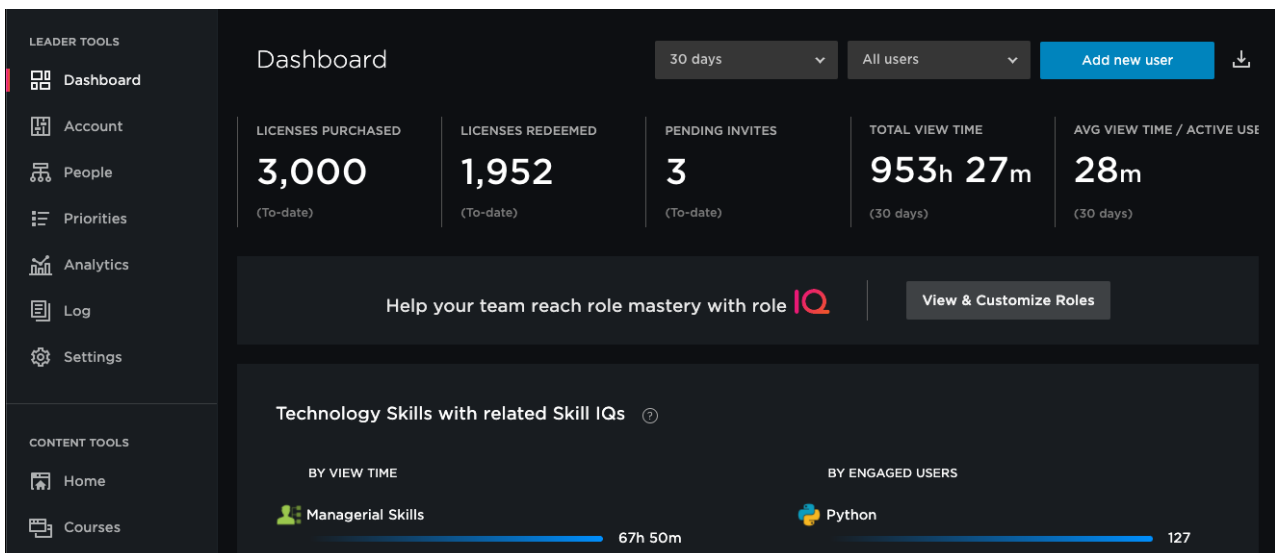 LEADER TOOLS
Dashboard
Account
People
Priorities
Analytics
Log
Settings
CONTENT TOOLS
Home
Courses
Dashboard
30 days
All users
Add new user
LICENSES PURCHASED
3,000
(To-date)
LICENSES REDEEMED
1,952
(To-date)
PENDING INVITES
3
(To-date)
TOTAL VIEW TIME
953h 27m
(30 days)
AVG VIEW TIME / ACTIVE USE
28m
(30 days)
Help your team reach role mastery with role IQ
View & Customize Roles
Technology Skills with related Skill IQs ?
BY VIEW TIME
Managerial Skills
67h 50m
BY ENGAGED USERS
Python
127